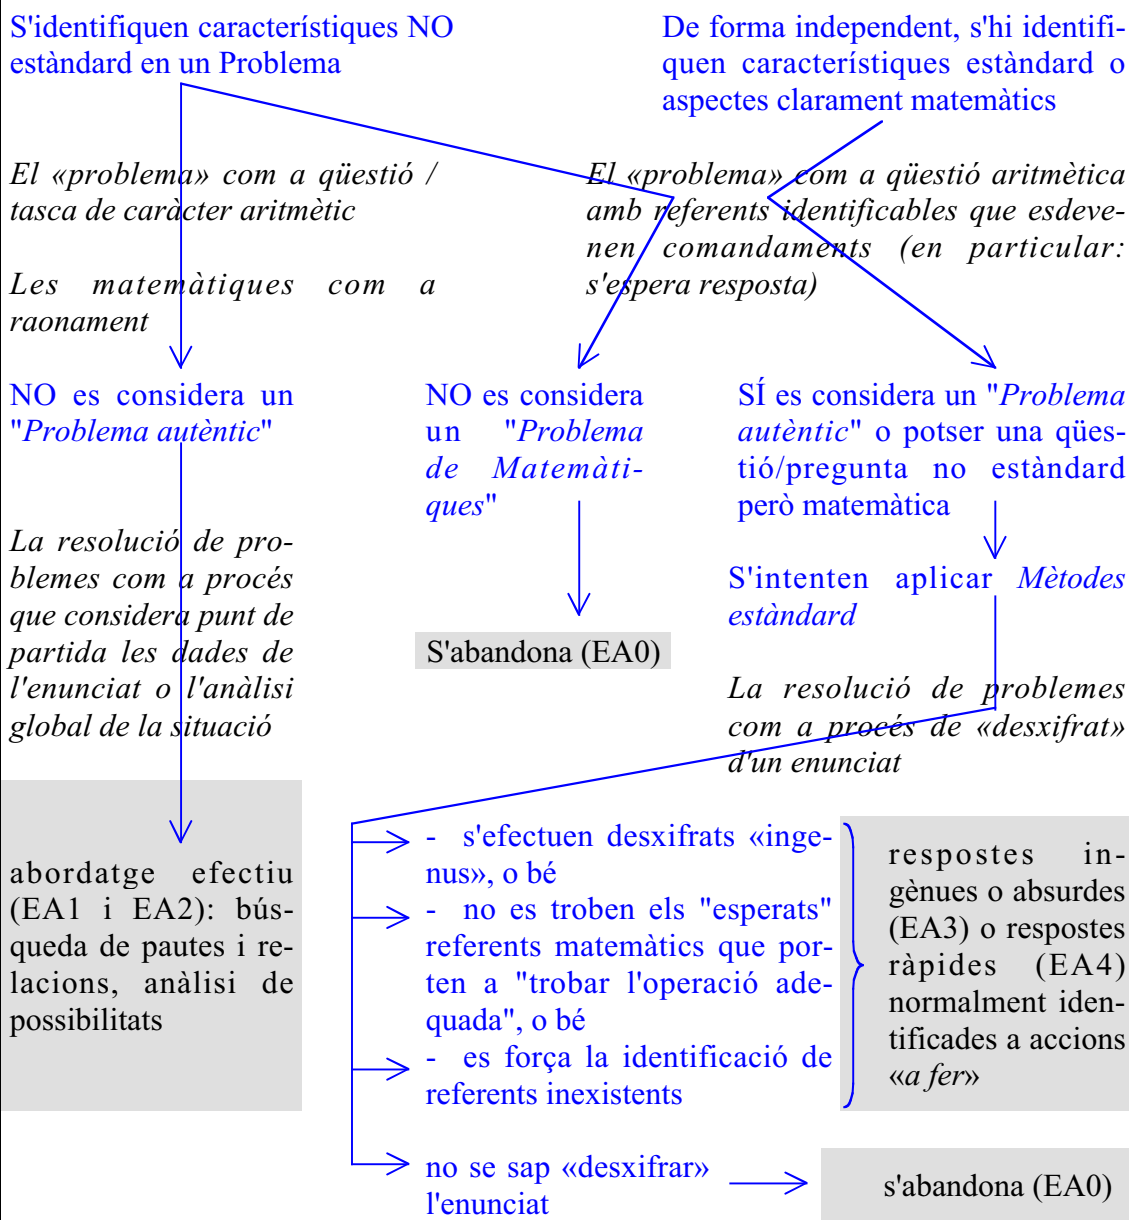 S'identifiquen característiques NO
estàndard en un Problema
De forma independent, s'hi identifi-
quen característiques estàndard o
aspectes clarament matemàtics
El «problema» com a qüestió /
tasca de caràcter aritmètic
Les matemàtiques com a
raonament
El «problema» com a qüestió aritmètica
amb referents identificables que esdeve-
nen comandaments (en particular:
s'espera resposta)
NO es considera un
"Problema autèntic"
NO es considera
un "Problema
de Matemàti-
ques"
SÍ es considera un "Problema
autèntic" o potser una qües-
tió/pregunta no estàndard
però matemàtica
La resolució de pro-
blemes com a procés
que considera punt de
partida les dades de
l'enunciat o l'anàlisi
global de la situació
S'abandona (EA0)
S'intenten aplicar Mètodes
estàndard
La resolució de problemes
com a procés de «desxifrat»
d'un enunciat
abordatge efectiu
(EA1 i EA2): bús-
queda de pautes i re-
lacions, anàlisi de
possibilitats
- s'efectuen desxifrats «inge-
nus», o bé
- no es troben els "esperats"
referents matemàtics que por-
ten a "trobar l'operació ade-
quada", o bé
- es força la identificació de
referents inexistents
respostes in-
gènues o absurdes
(EA3) o respostes
ràpides (EA4)
normalment iden-
tificades a accions
«a fer»
no se sap «desxifrar»
l'enunciat
s'abandona (EA0)